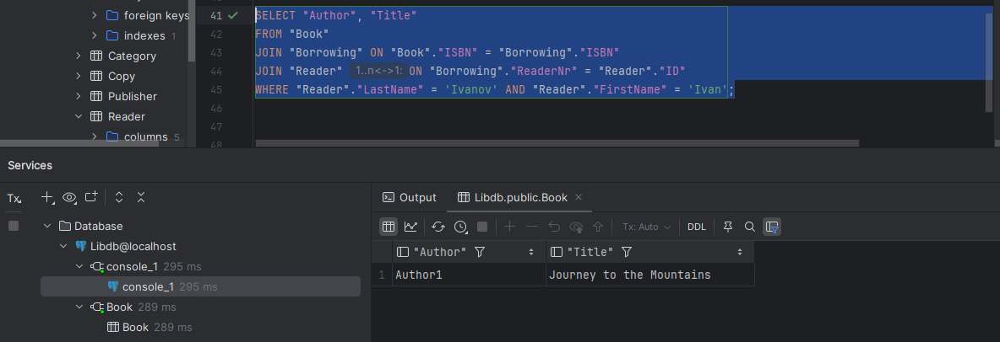 foreign keys
indexes 1
Category
Copy
Publisher
Reader
columns 5
41 SELECT "Author", "Title"
42 FROM "Book"
43 JOIN "Borrowing" ON "Book"."ISBN" = "Borrowing"."ISBN"
44 JOIN "Reader" 1..n<->1: ON "Borrowing"."ReaderNr" = "Reader"."ID"
45 WHERE "Reader"."LastName" = 'Ivanov' AND "Reader"."FirstName" = 'Ivan';
46
47
48
Services
Tx
Database
Libdb@localhost
console_1 295 ms
console_1 295 ms
Book 289 ms
Book 289 ms
Output Libdb.public.Book
Tx: Auto DDL
"Author" "Title"
1 Author1 Journey to the Mountains